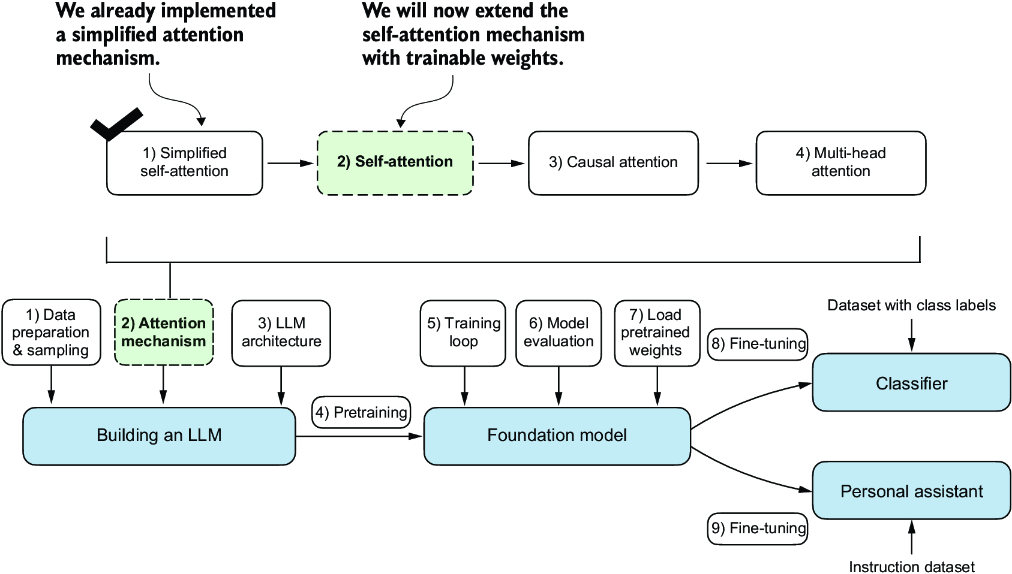 We already implemented
a simplified attention
mechanism.
We will now extend the
self-attention mechanism
with trainable weights.
1) Simplified
self-attention
2) Self-attention
3) Causal attention
4) Multi-head
attention
1) Data
preparation
& sampling
2) Attention
mechanism
3) LLM
architecture
5) Training
loop
6) Model
evaluation
7) Load
pretrained
weights
8) Fine-tuning
Dataset with class labels
Classifier
4) Pretraining
Building an LLM
Foundation model
Personal assistant
9) Fine-tuning
Instruction dataset